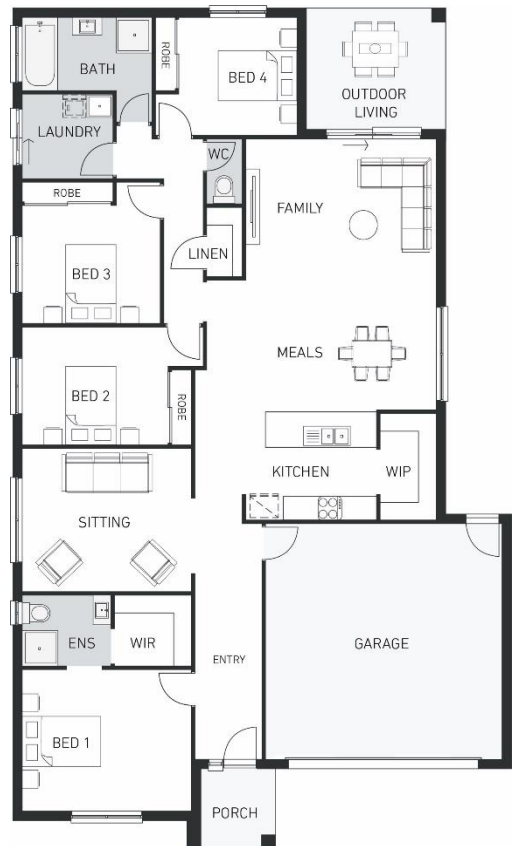 BATH
ROBE
BED 4
OUTDOOR
LIVING
LAUNDRY
WC
ROBE
FAMILY
LINEN
BED 3
MEALS
BED 2
ROBE
KITCHEN
WIP
SITTING
ENS
WIR
ENTRY
GARAGE
BED 1
PORCH